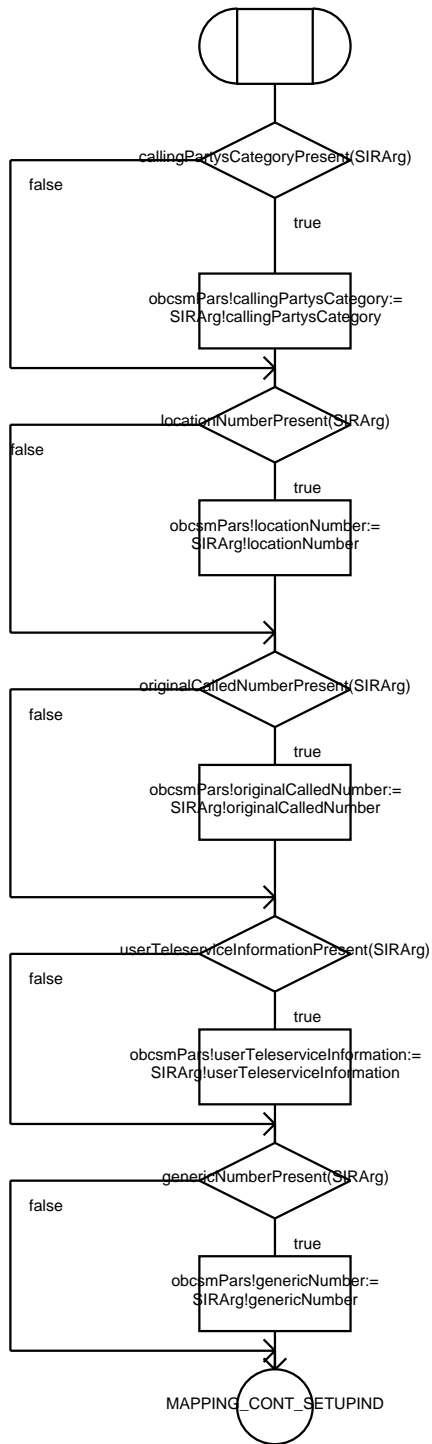 callingPartysCategoryPresent(SIRArg)
false
true
obcsmPars!callingPartysCategory:=
SIRArg!callingPartysCategory
locationNumberPresent(SIRArg)
false
true
obcsmPars!locationNumber:=
SIRArg!locationNumber
originalCalledNumberPresent(SIRArg)
false
true
obcsmPars!originalCalledNumber:=
SIRArg!originalCalledNumber
userTeleserviceInformationPresent(SIRArg)
false
true
obcsmPars!userTeleserviceInformation:=
SIRArg!userTeleserviceInformation
genericNumberPresent(SIRArg)
false
true
obcsmPars!genericNumber:=
SIRArg!genericNumber
MAPPING_CONT_SETUPIND